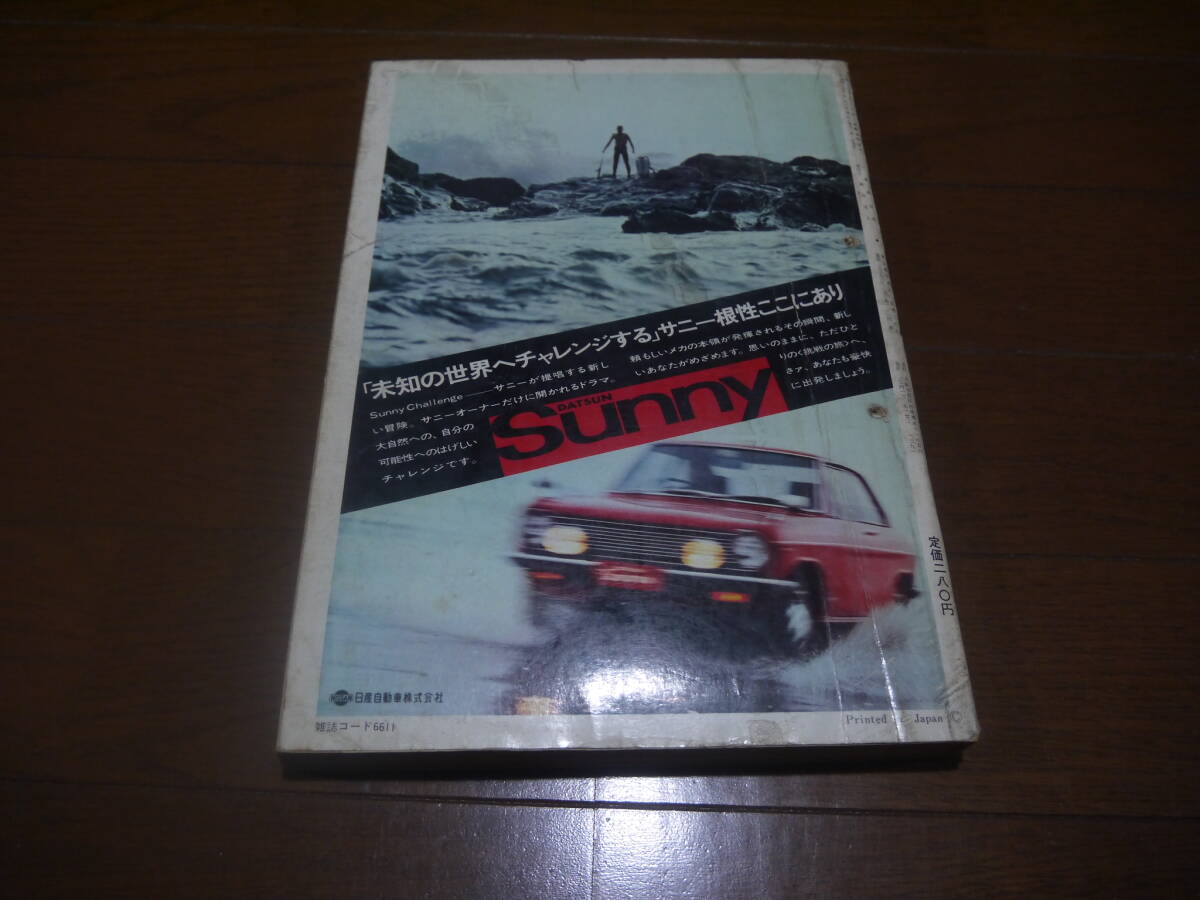 「未知の世界へチャレンジする」サニー根性ここにあり
Sunny Challenge――サニーが提唱する新し
い冒険。サニーオーナーだけに開かれるドラマ。
大自然への、自分の
可能性へのはげしい
チャレンジです。
頼もしいメカの本領が発揮されるその瞬間、新し
いあなたがめざめます。思いのままに、ただひと
りのく挑戦の旅>へ、
さァ、あなたも豪快
に出発しましょう。
DATSUN
Sunny
日産自動車株式会社
定価二八〇円
雑誌コード6611
Printed in Japan ©